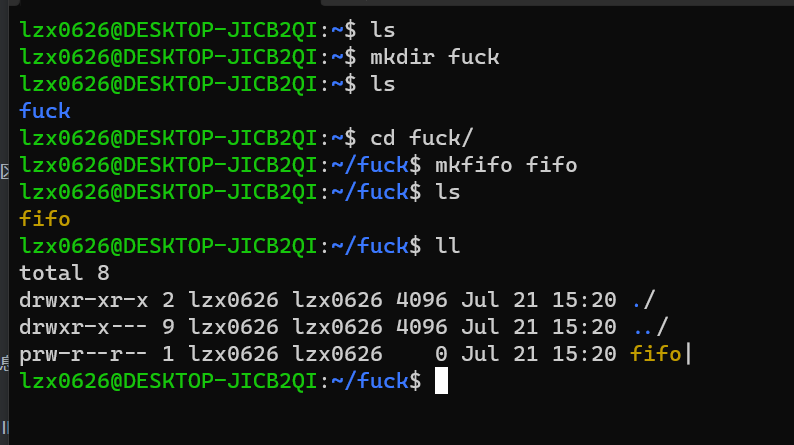 lzx0626@DESKTOP-JICB2QI:~$ ls
lzx0626@DESKTOP-JICB2QI:~$ mkdir fuck
lzx0626@DESKTOP-JICB2QI:~$ ls
fuck
lzx0626@DESKTOP-JICB2QI:~$ cd fuck/
lzx0626@DESKTOP-JICB2QI:~/fuck$ mkfifo fifo
lzx0626@DESKTOP-JICB2QI:~/fuck$ ls
fifo
lzx0626@DESKTOP-JICB2QI:~/fuck$ ll
total 8
drwxr-xr-x 2 lzx0626 lzx0626 4096 Jul 21 15:20 ./
drwxr-x--- 9 lzx0626 lzx0626 4096 Jul 21 15:20 ../
prw-r--r-- 1 lzx0626 lzx0626    0 Jul 21 15:20 fifo|
lzx0626@DESKTOP-JICB2QI:~/fuck$